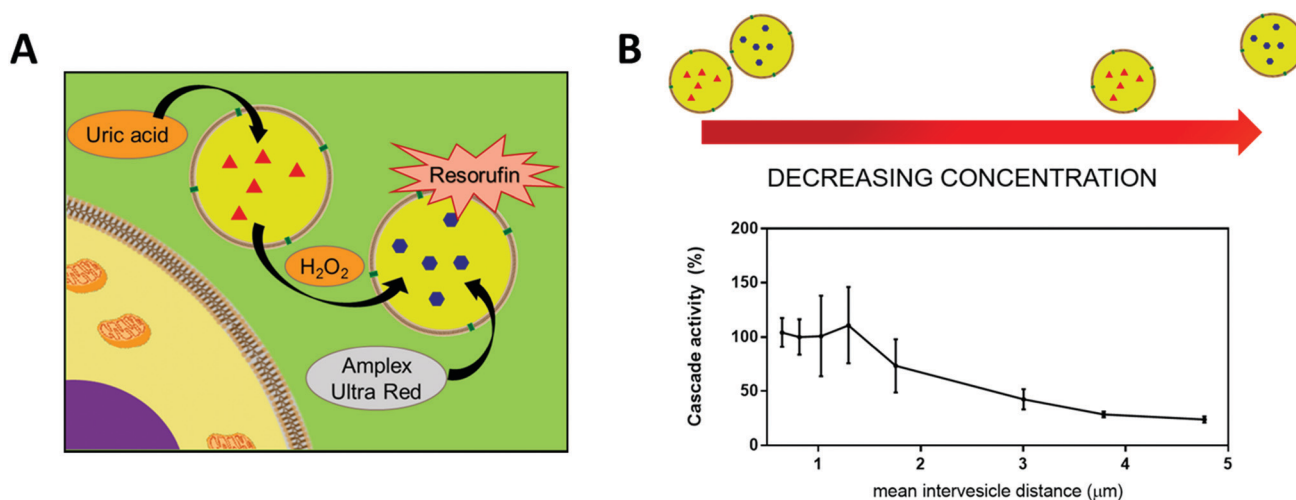 A
Uric acid
Resorufin
H₂O₂
Amplex
Ultra Red
B
DECREASING CONCENTRATION
200
150
100
50
0
Cascade activity (%)
1
2
3
4
5
mean intervesicle distance (μm)